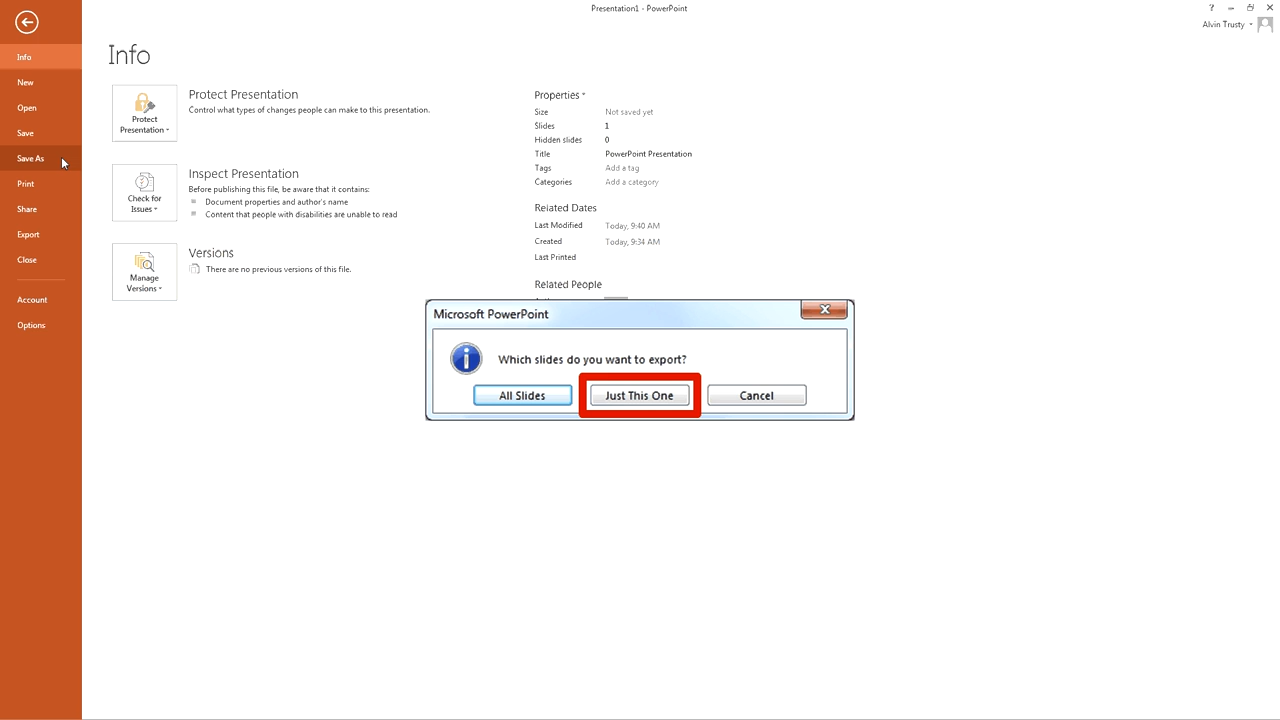 Presentation1 - PowerPoint
?
Alvin Trusty
Info
New
Open
Save
Save As
Print
Share
Export
Close
Account
Options
Info
Protect Presentation
Protect Presentation
Control what types of changes people can make to this presentation.
Check for Issues
Inspect Presentation
Before publishing this file, be aware that it contains:
Document properties and author's name
Content that people with disabilities are unable to read
Manage Versions
Versions
There are no previous versions of this file.
Properties
Size Not saved yet
Slides 1
Hidden slides 0
Title PowerPoint Presentation
Tags Add a tag
Categories Add a category
Related Dates
Last Modified Today, 9:40 AM
Created Today, 9:34 AM
Last Printed
Related People
Microsoft PowerPoint
Which slides do you want to export?
All Slides
Just This One
Cancel